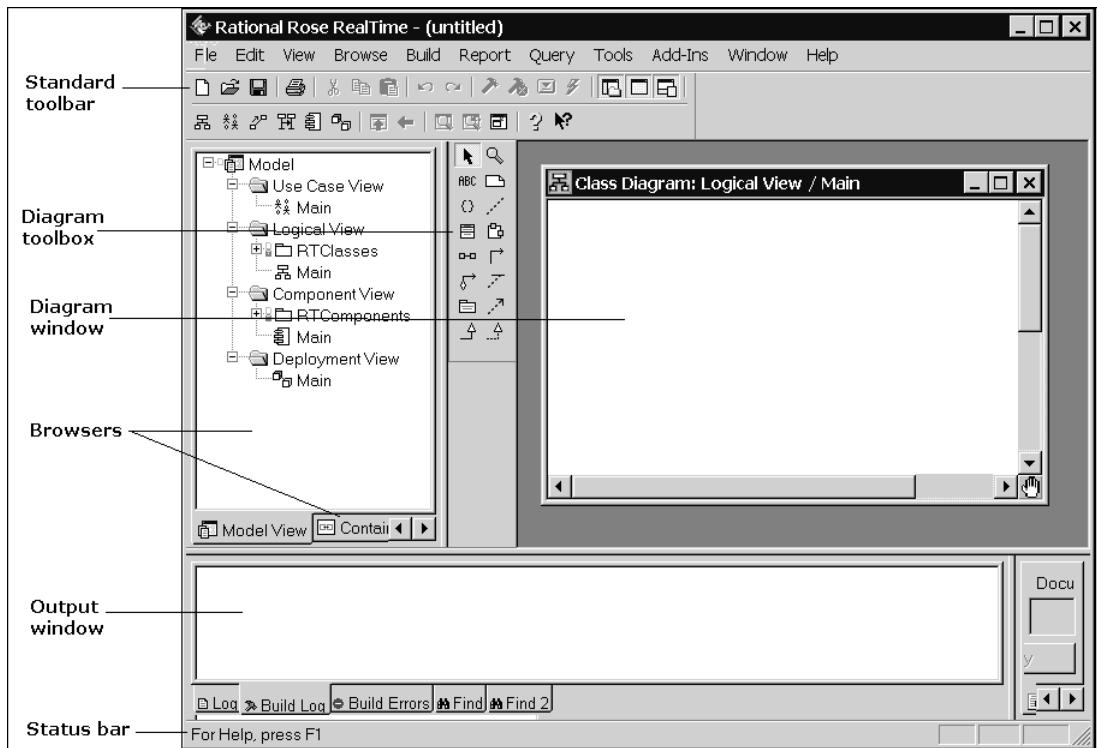 Rational Rose RealTime - (untitled)
File Edit View Browse Build Report Query Tools Add-Ins Window Help
Standard
toolbar
Model
Use Case View
Main
Logical View
RTClasses
Main
Component View
RTComponents
Main
Deployment View
Main
ABC
Class Diagram: Logical View / Main
Diagram
toolbox
Diagram
window
Browsers
Model View Contai
Output
window
Docu
y
Log Build Log Build Errors Find Find 2
Status bar
For Help, press F1